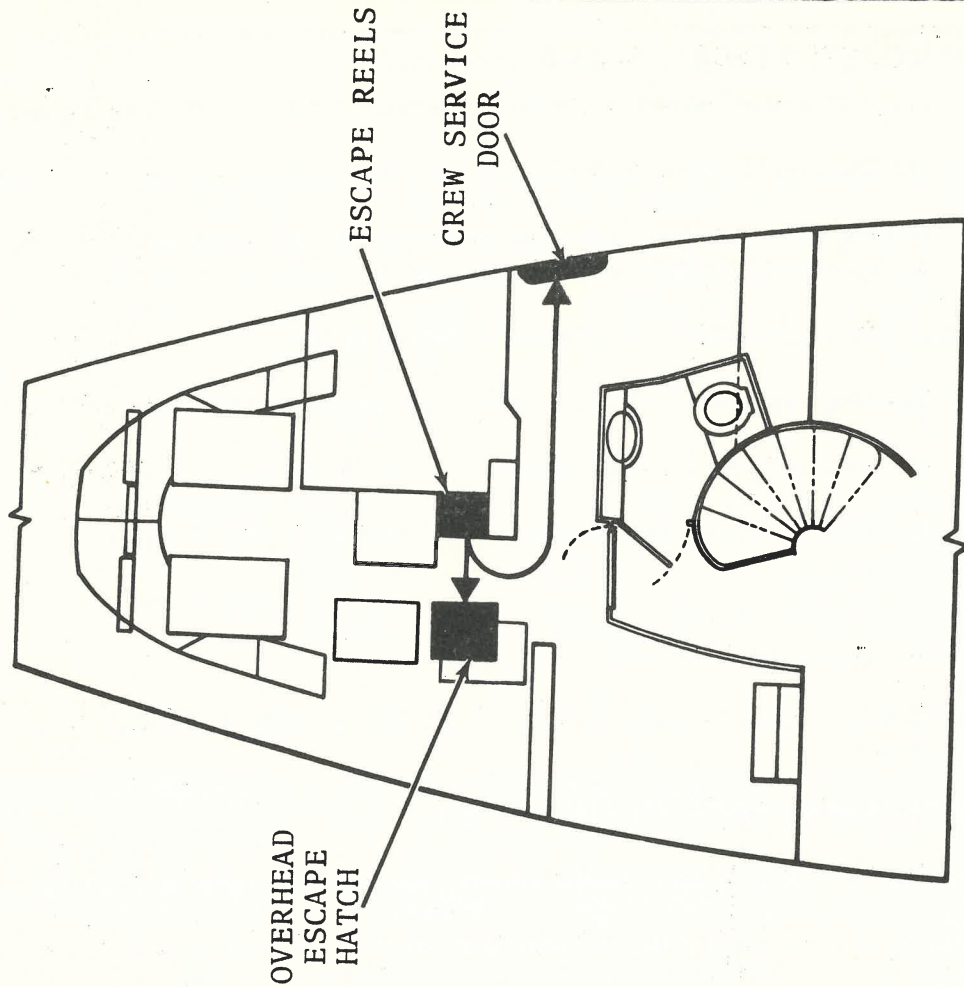 ESCAPE REELS
CREW SERVICE
DOOR
OVERHEAD
ESCAPE
HATCH